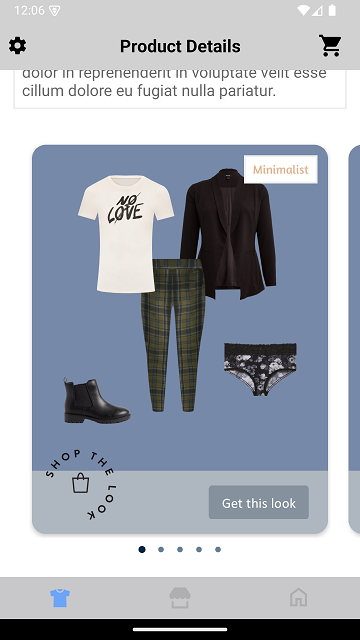 12:06
Product Details
dolor in reprehenderit in voluptate velit esse
cillum dolore eu fugiat nulla pariatur.
Minimalist
NO
LOVE
SHOP THE LOOK
Get this look